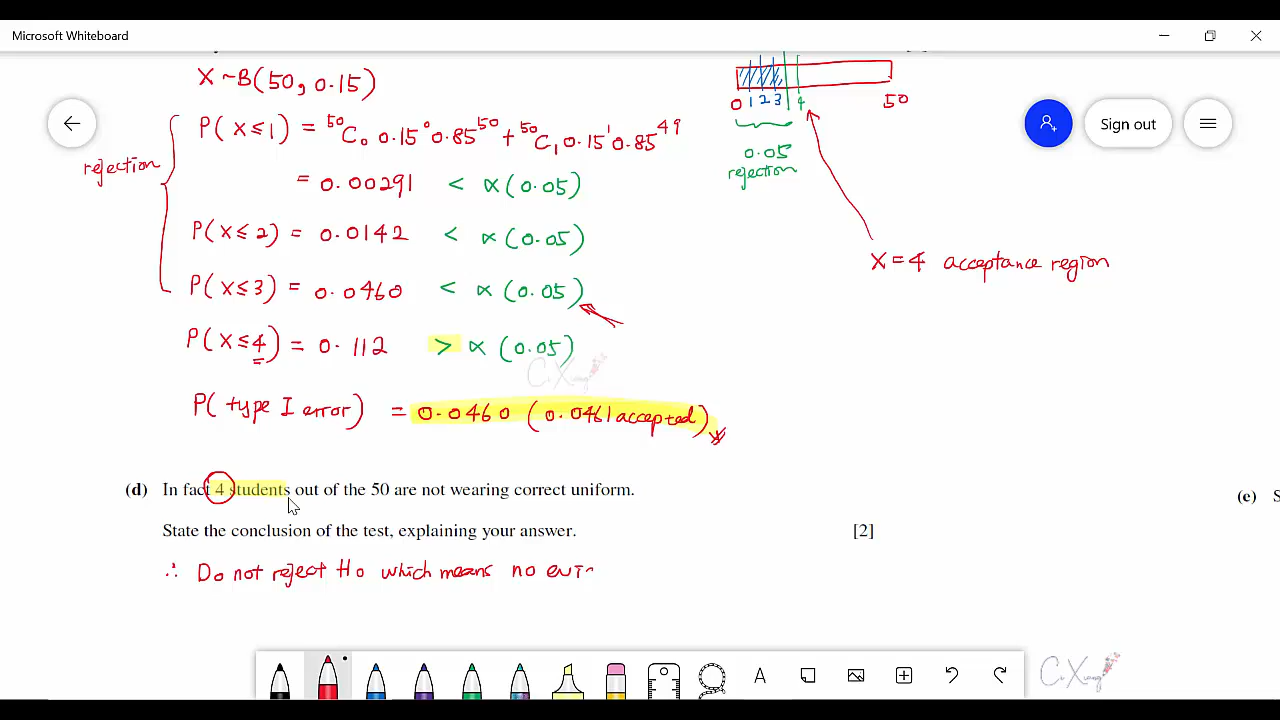 Microsoft Whiteboard
X ~ B(50, 0.15)
P(X ≤ 1) = ⁵⁰C₀ 0.15⁰ 0.85⁵⁰ + ⁵⁰C₁ 0.15¹ 0.85⁴⁹
rejection
= 0.00291 < α (0.05)
P(X ≤ 2) = 0.0142 < α (0.05)
P(X ≤ 3) = 0.0460 < α (0.05)
P(X ≤ 4) = 0.112 > α (0.05)
P(type I error) = 0.0460 (0.0461 accepted)
0 1 2 3 4 50
0.05
rejection
X = 4 acceptance region
Sign out
(d) In fact 4 students out of the 50 are not wearing correct uniform.
State the conclusion of the test, explaining your answer. [2]
∴ Do not reject H₀ which means no evi
(e) S
A